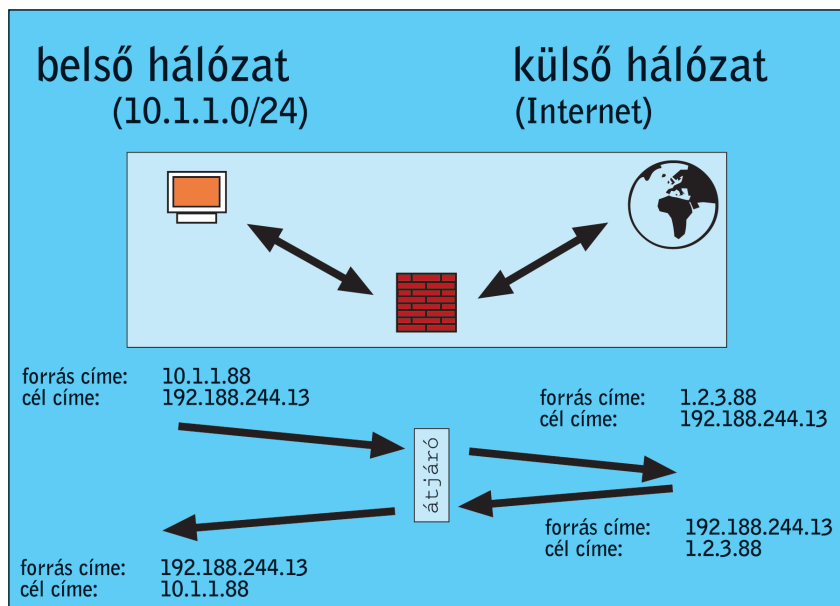 belső hálózat
(10.1.1.0/24)
külső hálózat
(Internet)
forrás címe: 10.1.1.88
cél címe: 192.188.244.13
forrás címe: 1.2.3.88
cél címe: 192.188.244.13
átjáró
forrás címe: 192.188.244.13
cél címe: 1.2.3.88
forrás címe: 192.188.244.13
cél címe: 10.1.1.88